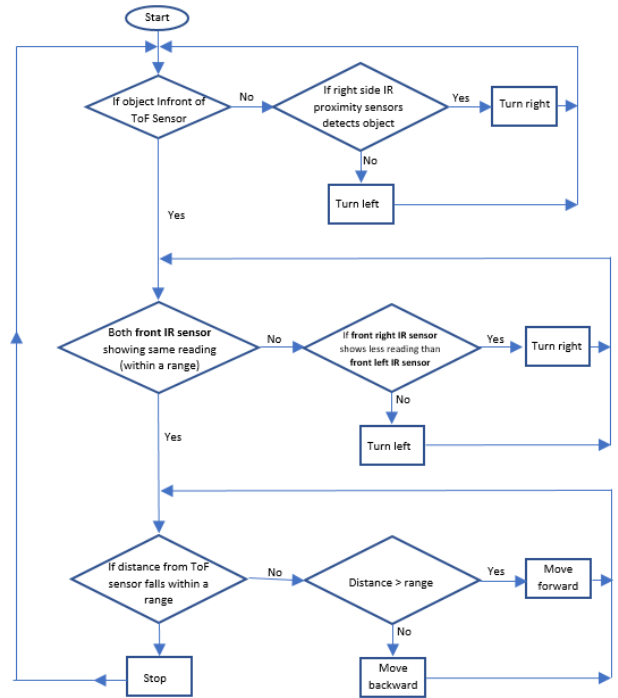 Start
If object Infront of
ToF Sensor
No
If right side IR
proximity sensors
detects object
Yes
Turn right
No
Turn left
Yes
Both front IR sensor
showing same reading
(within a range)
No
If front right IR sensor
shows less reading than
front left IR sensor
Yes
Turn right
No
Turn left
Yes
If distance from ToF
sensor falls within a
range
No
Distance > range
Yes
Move
forward
No
Move
backward
Stop